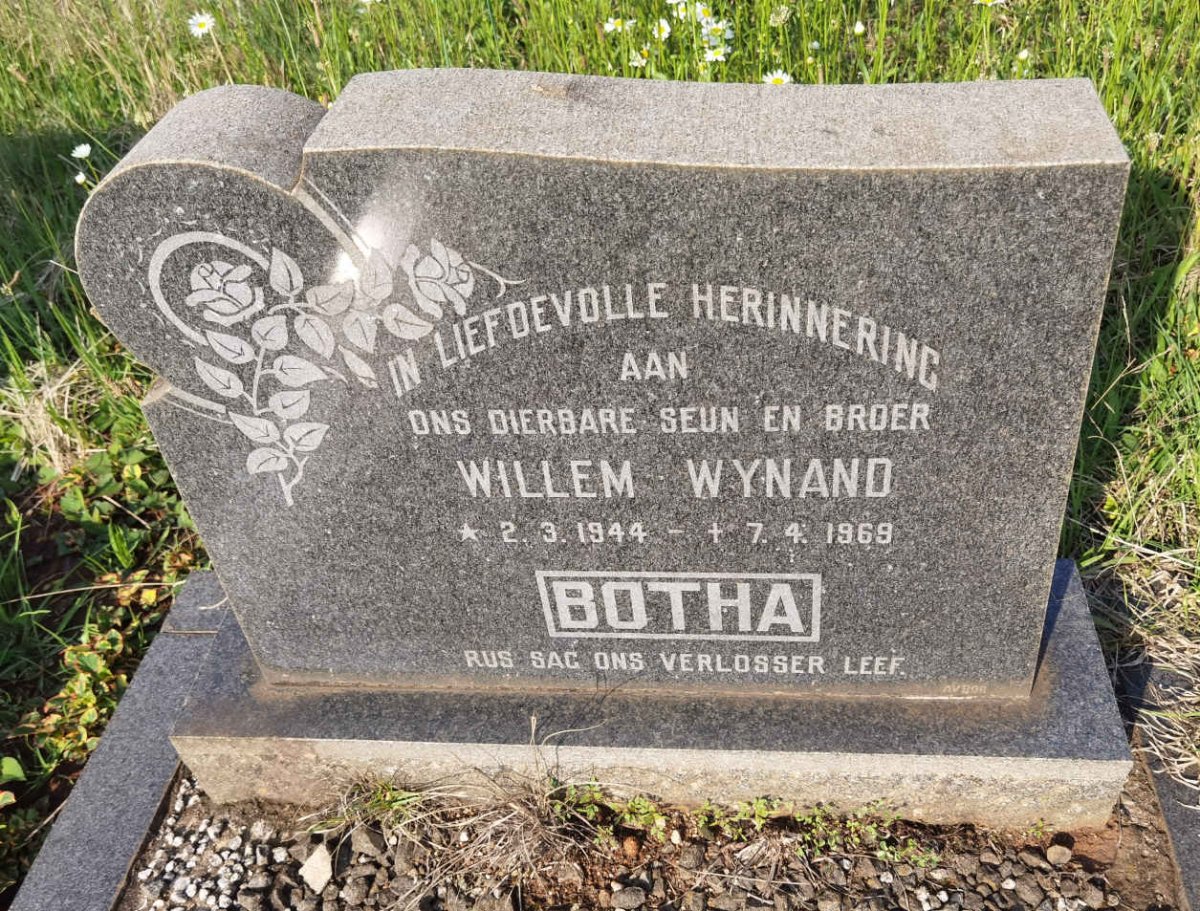 IN LIEFDEVOLLE HERINNERING
AAN
ONS DIERBARE SEUN EN BROER
WILLEM WYNAND
★ 2. 3. 1944 - + 7. 4. 1969
BOTHA
RUS SAG ONS VERLOSSER LEEF.